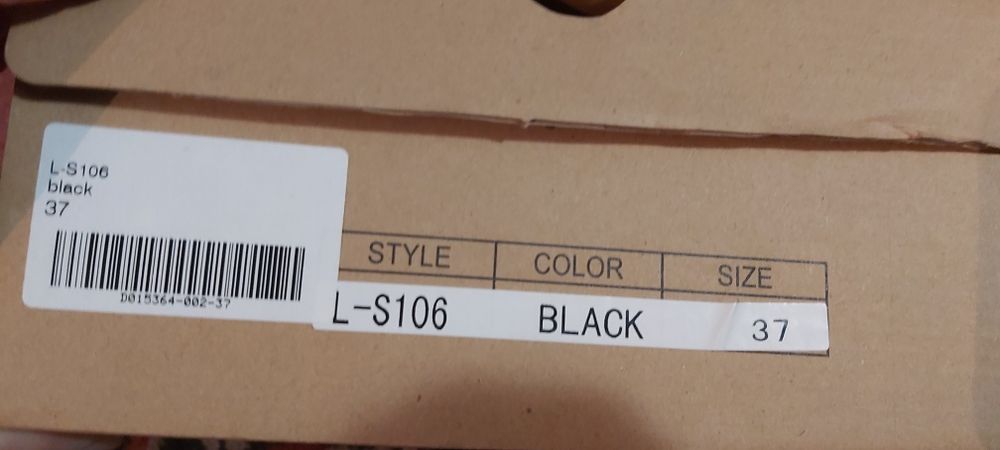 L-S106
black
37
D015364-002-37
STYLE COLOR SIZE
L-S106 BLACK 37